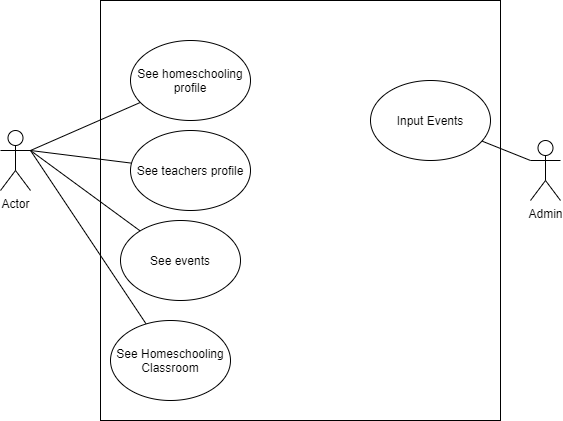 See homeschooling
profile
Input Events
See teachers profile
Actor
Admin
See events
See Homeschooling
Classroom